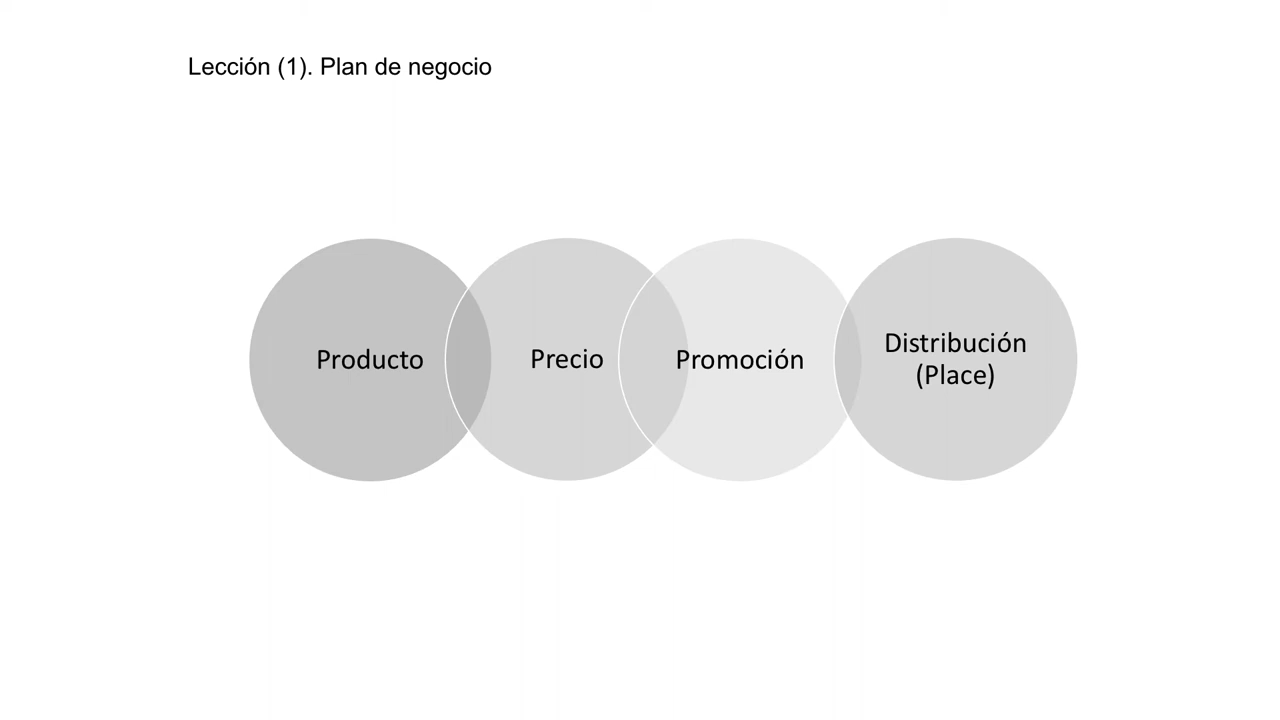 Lección (1). Plan de negocio
Producto
Precio
Promoción
Distribución
(Place)